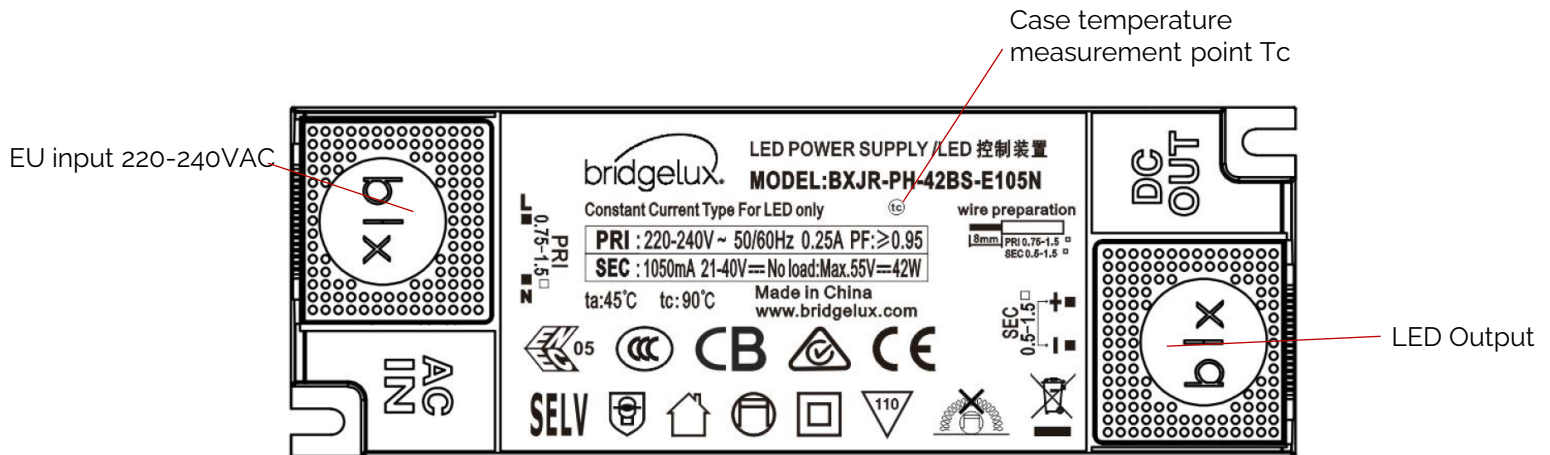 Case temperature
measurement point Tc
EU input 220-240VAC
LED Output
bix
AC
IN
L
N
PRI
0.75-1.5□
bridgelux.
LED POWER SUPPLY /LED 控制装置
MODEL:BXJR-PH-42BS-E105N
Constant Current Type For LED only
tc
wire preparation
8mm
PRI 0.75-1.5 □
SEC 0.5-1.5 □
PRI : 220-240V ~ 50/60Hz 0.25A PF:≥0.95
SEC : 1050mA 21-40V⎓ No load:Max.55V⎓42W
ta:45℃ tc:90℃
Made in China
www.bridgelux.com
SEC
0.5-1.5□
+
-
ENEC 05
CCC
CB
CE
SELV
110
DC
OUT
bix